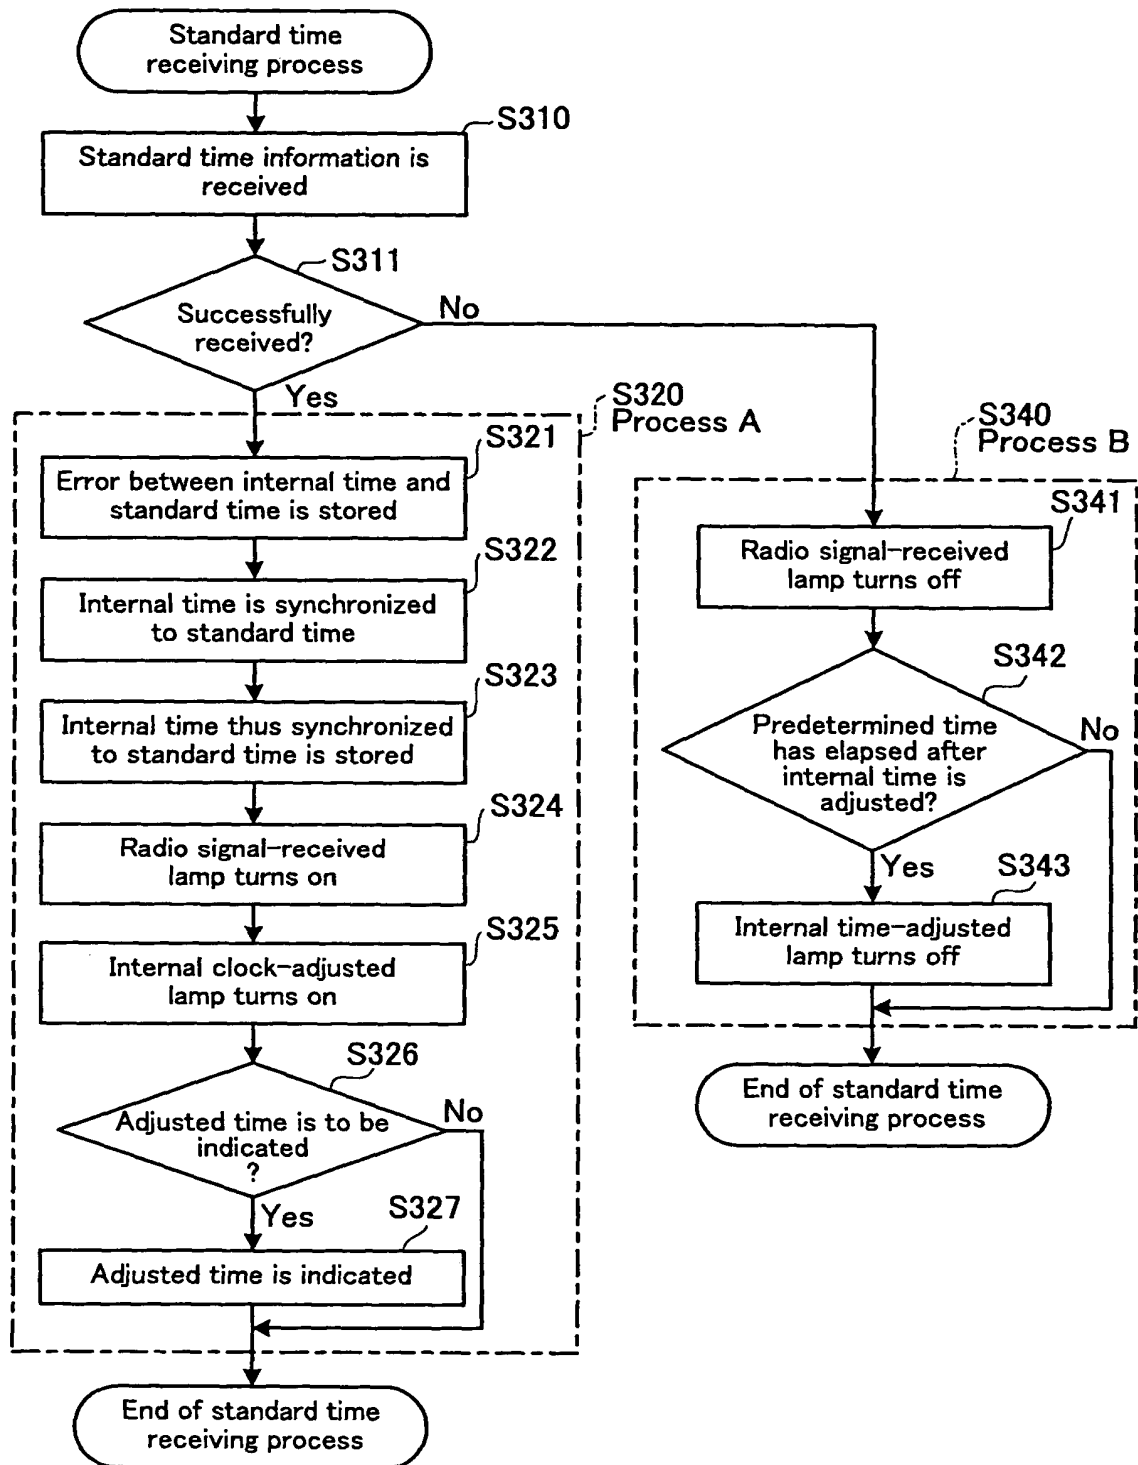 Standard time
receiving process
S310
Standard time information is
received
S311
Successfully
received?
No
Yes
S320
Process A
S321
Error between internal time and
standard time is stored
S322
Internal time is synchronized
to standard time
S323
Internal time thus synchronized
to standard time is stored
S324
Radio signal-received
lamp turns on
S325
Internal clock-adjusted
lamp turns on
S326
Adjusted time is to be
indicated
?
No
Yes
S327
Adjusted time is indicated
End of standard time
receiving process
S340
Process B
S341
Radio signal-received
lamp turns off
S342
Predetermined time
has elapsed after
internal time is
adjusted?
No
Yes
S343
Internal time-adjusted
lamp turns off
End of standard time
receiving process